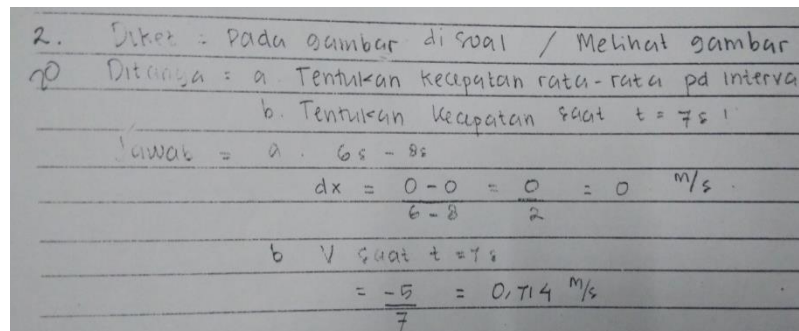 2. Diket = Pada gambar di soal / Melihat gambar
20 Ditanya = a. Tentukan kecepatan rata-rata pd interva
b. Tentukan kecepatan saat t = 7s !
Jawab = a. 6s - 8s
dx = 0 - 0 / 6 - 8 = 0 / 2 = 0 m/s.
b V saat t = 7s
= -5 / 7 = 0,714 m/s